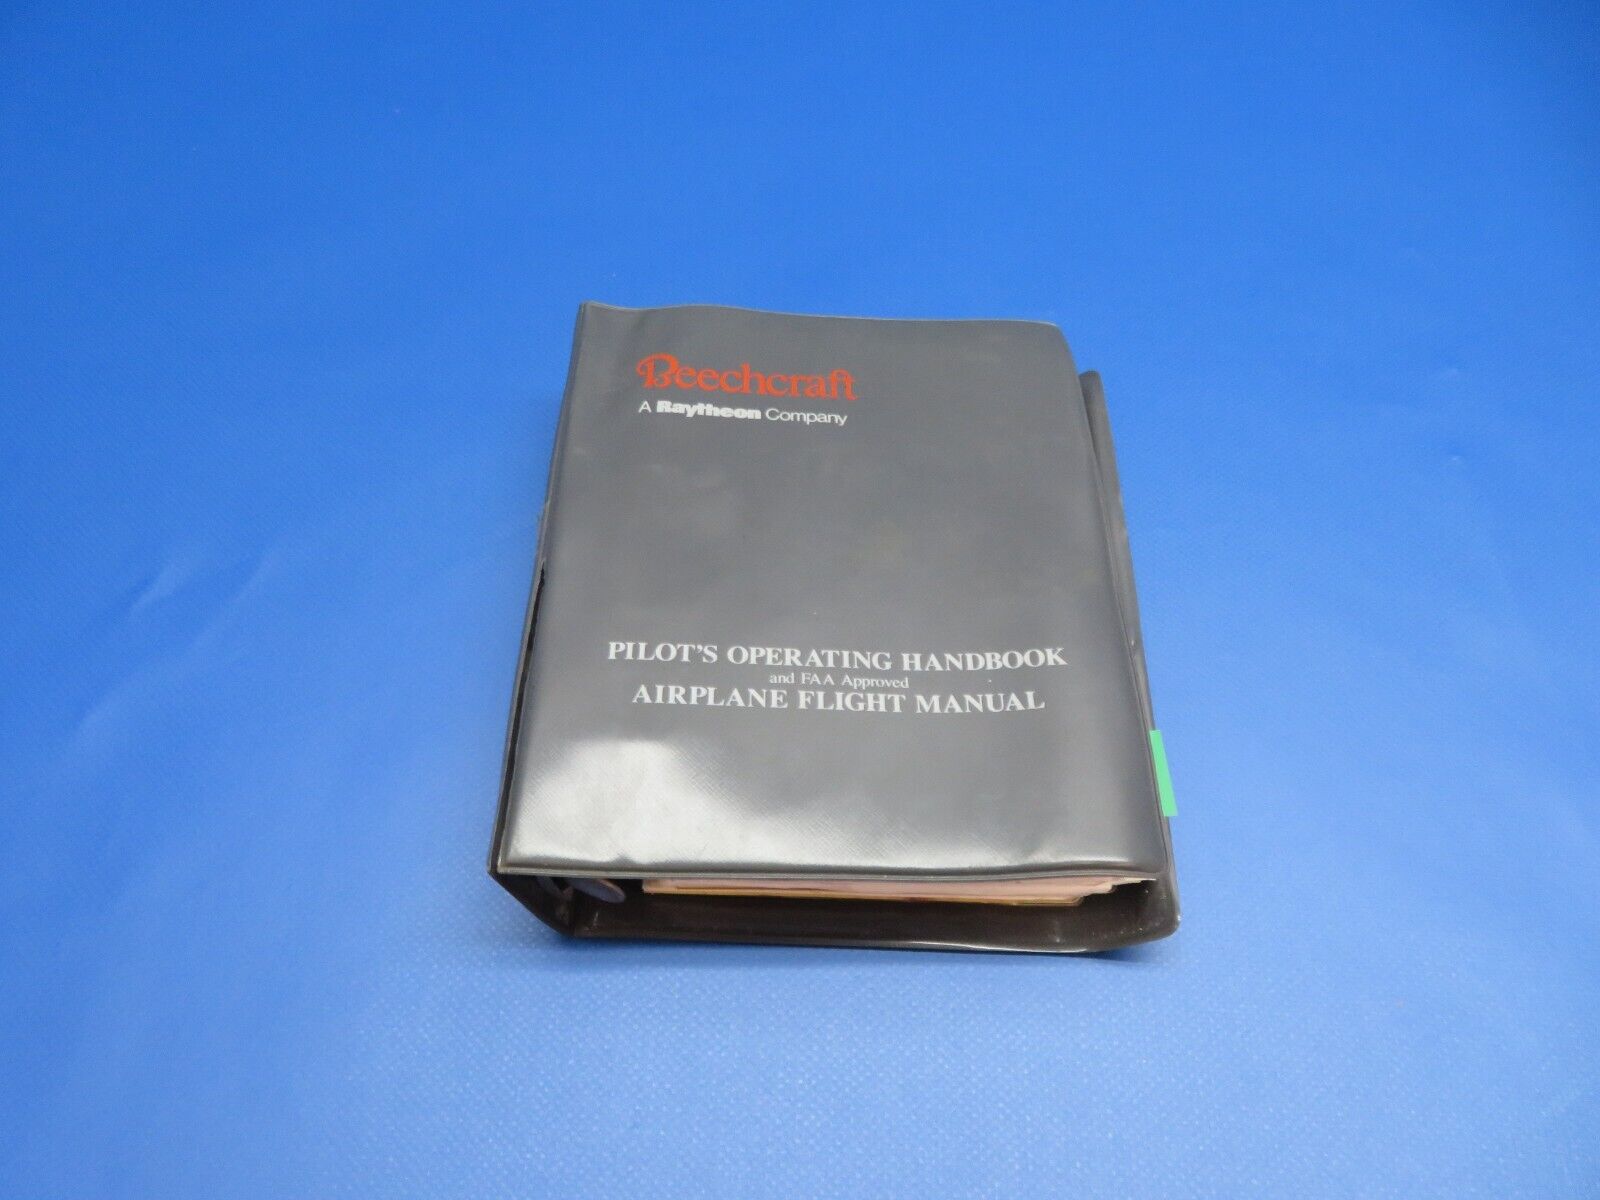 Beechcraft
A Raytheon Company
PILOT'S OPERATING HANDBOOK
and FAA Approved
AIRPLANE FLIGHT MANUAL